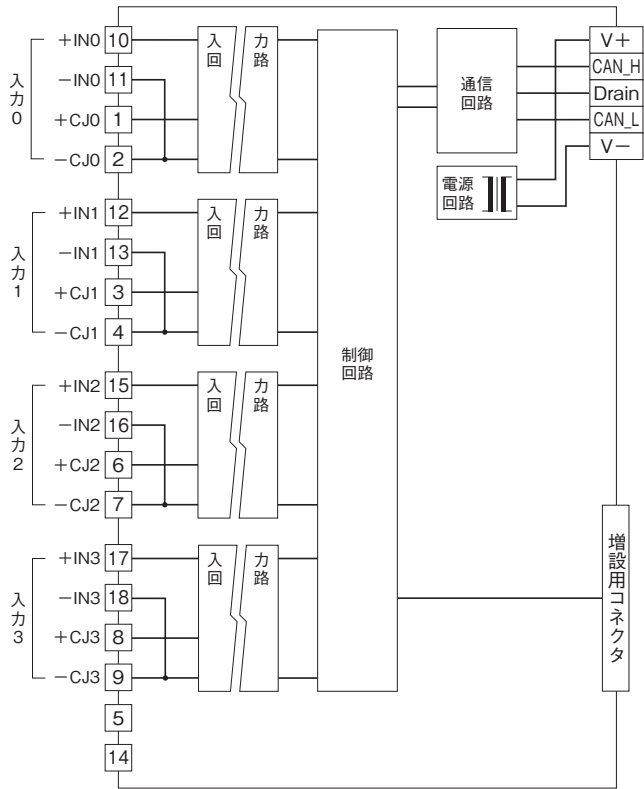 入力0
+IN0 10
−IN0 11
+CJ0 1
−CJ0 2
入力1
+IN1 12
−IN1 13
+CJ1 3
−CJ1 4
入力2
+IN2 15
−IN2 16
+CJ2 6
−CJ2 7
入力3
+IN3 17
−IN3 18
+CJ3 8
−CJ3 9
5
14
入力
回路
入力
回路
入力
回路
入力
回路
制御
回路
通信
回路
電源
回路
V+
CAN_H
Drain
CAN_L
V−
増設用コネクタ